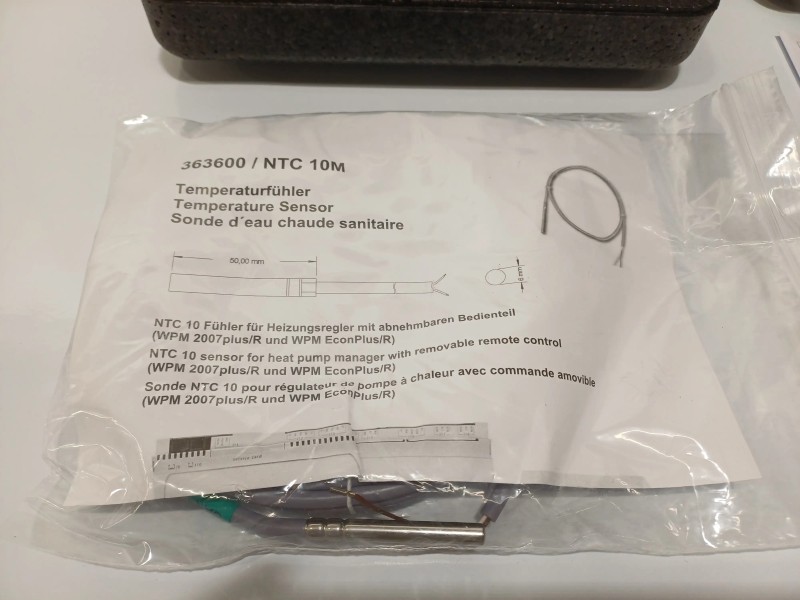 363600 / NTC 10M
Temperaturfühler
Temperature Sensor
Sonde d´eau chaude sanitaire
50,00 mm
6 mm
NTC 10 Fühler für Heizungsregler mit abnehmbaren Bedienteil
(WPM 2007plus/R und WPM EconPlus/R)
NTC 10 sensor for heat pump manager with removable remote control
(WPM 2007plus/R und WPM EconPlus/R)
Sonde NTC 10 pour régulateur de pompe à chaleur avec commande amovible
(WPM 2007plus/R und WPM EconPlus/R)